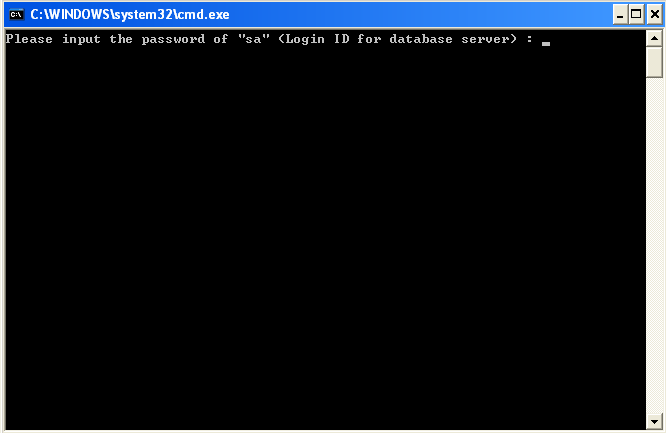 C:\WINDOWS\system32\cmd.exe
Please input the password of "sa" (Login ID for database server) : _